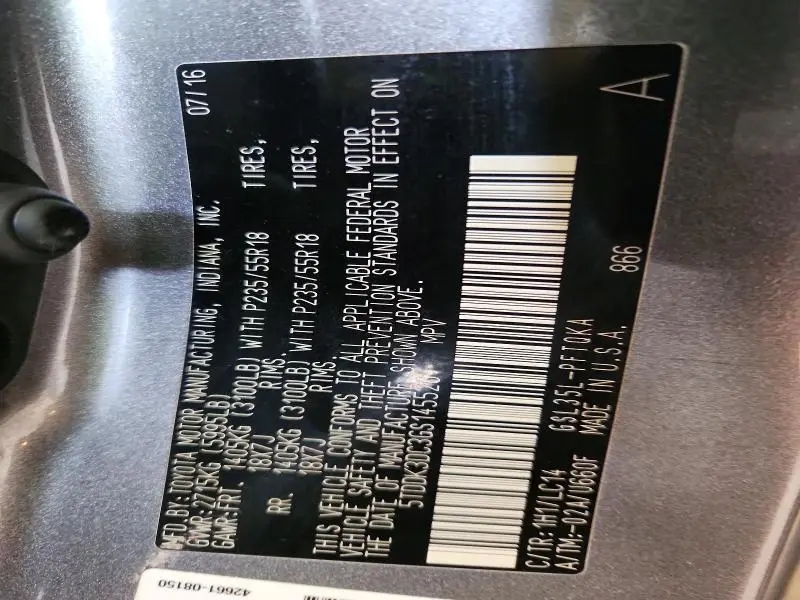 MFD.BY:TOYOTA MOTOR MANUFACTURING, INDIANA, INC. 07/16
GVWR:2715KG (5995LB)
GAWR:FRT. 1405KG (3100LB) WITH P235/55R18 TIRES,
18X7J RIMS.
RR. 1405KG (3100LB) WITH P235/55R18 TIRES,
18X7J RIMS.
THIS VEHICLE CONFORMS TO ALL APPLICABLE FEDERAL MOTOR
VEHICLE SAFETY AND THEFT PREVENTION STANDARDS IN EFFECT ON
THE DATE OF MANUFACTURE SHOWN ABOVE.
MPV
A
C/TR:1H1/LC14 GSL35L-PFTQKA 866
A/TM:-02A/U660F MADE IN U.S.A.
42661-08150